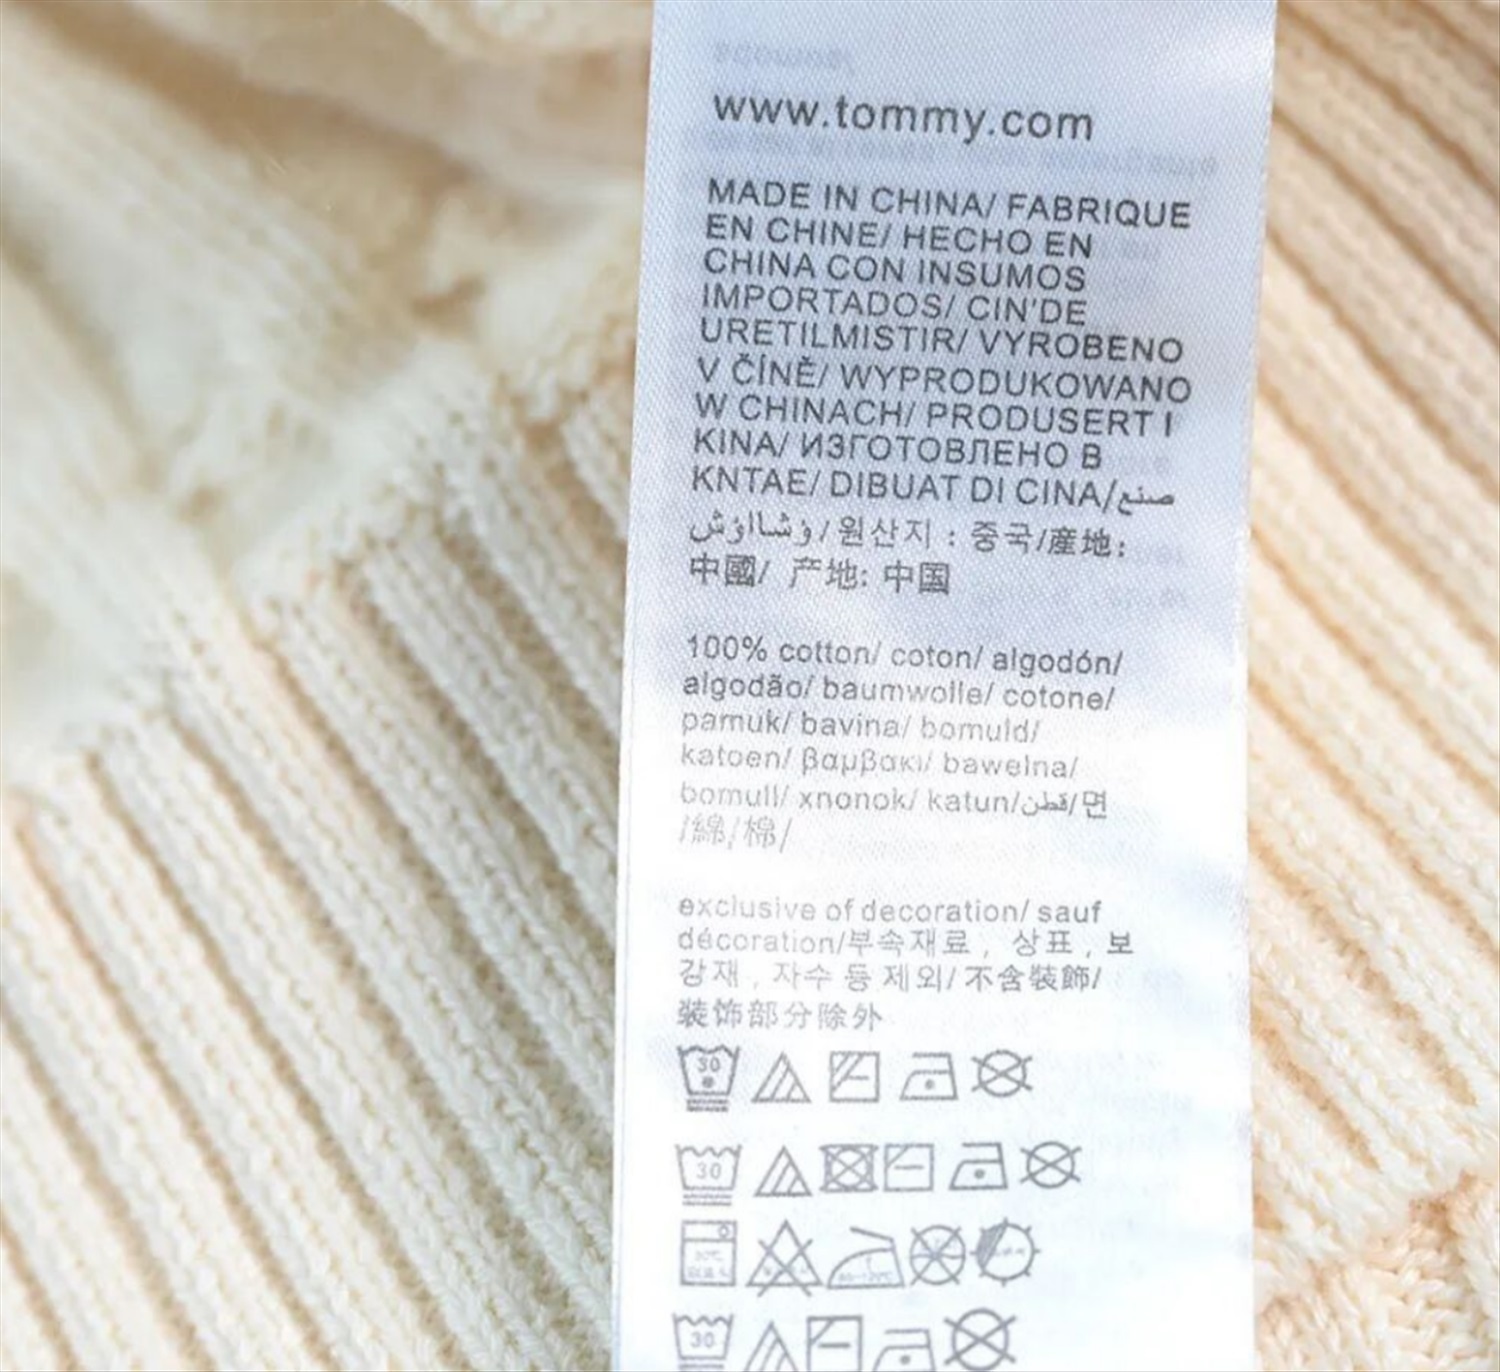 www.tommy.com
MADE IN CHINA/ FABRIQUE
EN CHINE/ HECHO EN
CHINA CON INSUMOS
IMPORTADOS/ CIN'DE
URETILMISTIR/ VYROBENO
V ČÍNĚ/ WYPRODUKOWANO
W CHINACH/ PRODUSERT I
KINA/ ИЗГОТОВЛЕНО В
KNTAE/ DIBUAT DI CINA/صنع
/원산지 : 중국/産地:
中國/ 产地: 中国
100% cotton/ coton/ algodón/
algodão/ baumwolle/ cotone/
pamuk/ bavlna/ bomuld/
katoen/ βαμβακι/ bawelna/
bomull/ xnonok/ katun/قطن/면
/綿/棉/
exclusive of decoration/ sauf
décoration/부속재료 , 상표 , 보
강재 , 자수 등 제외/ 不含裝飾/
装饰部分除外
30
30
30